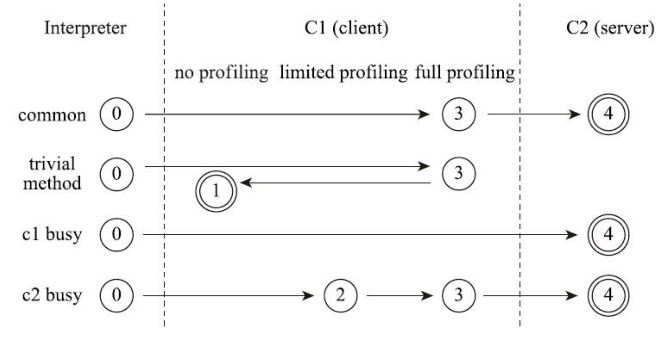 Interpreter C1 (client) C2 (server)
no profiling limited profiling full profiling
common 0 3 4
trivial
method 0 1 3
c1 busy 0 4
c2 busy 0 2 3 4